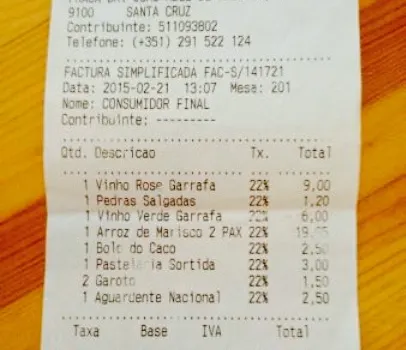 9100 SANTA CRUZ
Contribuinte: 511093802
Telefone: (+351) 291 522 124
FACTURA SIMPLIFICADA FAC-S/141721
Data: 2015-02-21 13:07 Mesa: 201
Nome: CONSUMIDOR FINAL
Contribuinte: ---------
Qtd. Descricao Tx. Total
1 Vinho Rose Garrafa 22% 9,00
1 Pedras Salgadas 22% 1,20
1 Vinho Verde Garrafa 22% 6,00
1 Arroz de Marisco 2 PAX 22%
1 Bolo do Caco 22% 2,50
1 Pastelaria Sortida 22% 3,00
2 Garoto 22% 1,50
1 Aguardente Nacional 22% 2,50
Taxa Base IVA Total